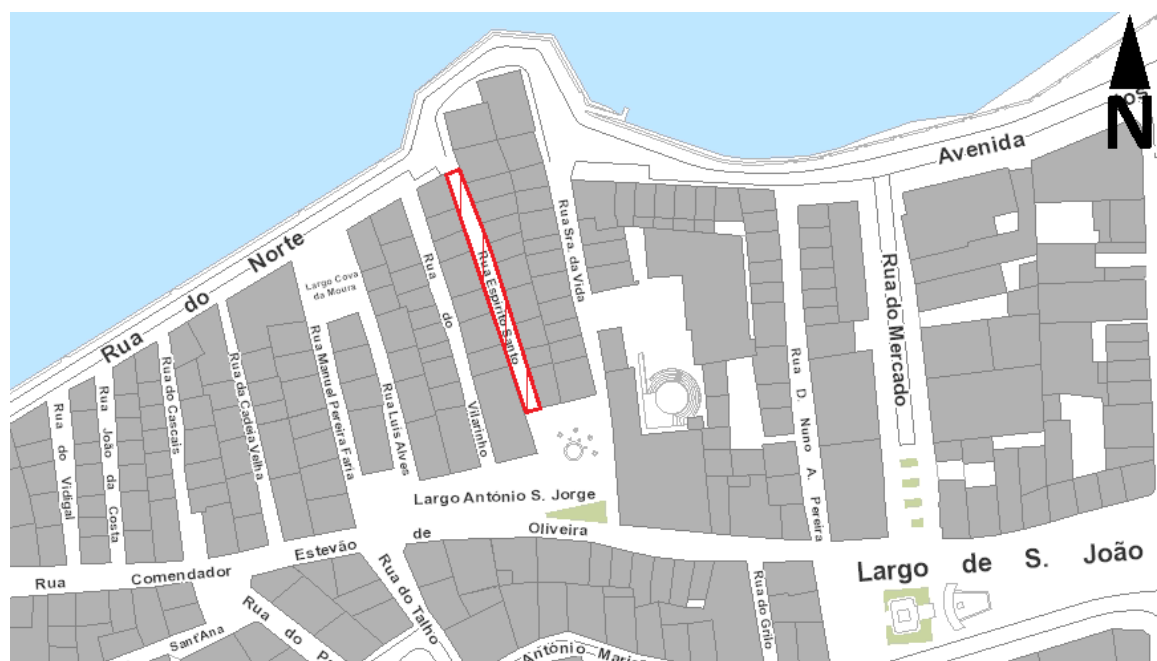 N
Avenida
Rua do Norte
Largo Cova
da Moura
Rua Espírito Santo
Rua Sra. da Vida
Rua do Vilarinho
Rua do Mercado
Rua D. Nuno A. Pereira
Rua Luís Alves
Rua Manuel Pereira Faria
Rua da Cadeia Velha
Rua do Cascais
Rua João da Costa
Rua do Vidigal
Largo António S. Jorge
Rua Comendador Estevão de Oliveira
Largo de S. João
Rua do Talho
Rua do Grilo
Sant'Ana
Rua do
António